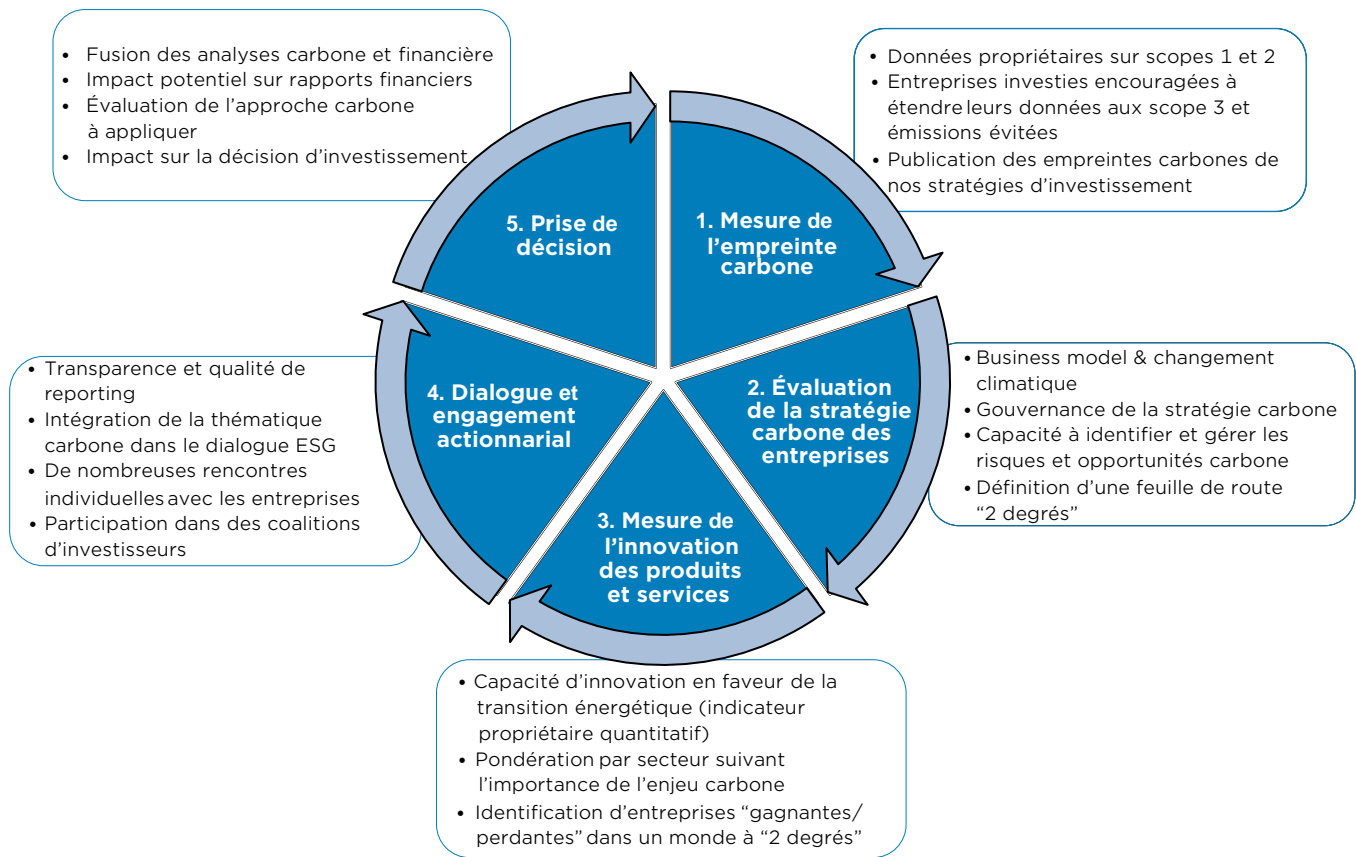 • Fusion des analyses carbone et financière
• Impact potentiel sur rapports financiers
• Évaluation de l’approche carbone
à appliquer
• Impact sur la décision d’investissement
• Données propriétaires sur scopes 1 et 2
• Entreprises investies encouragées à
étendre leurs données aux scope 3 et
émissions évitées
• Publication des empreintes carbones de
nos stratégies d’investissement
5. Prise de
décision
1. Mesure de
l’empreinte
carbone
• Transparence et qualité de
reporting
• Intégration de la thématique
carbone dans le dialogue ESG
• De nombreuses rencontres
individuelles avec les entreprises
• Participation dans des coalitions
d’investisseurs
4. Dialogue et
engagement
actionnarial
2. Évaluation
de la stratégie
carbone des
entreprises
• Business model & changement
climatique
• Gouvernance de la stratégie carbone
• Capacité à identifier et gérer les
risques et opportunités carbone
• Définition d’une feuille de route
“2 degrés”
3. Mesure de
l’innovation
des produits
et services
• Capacité d’innovation en faveur de la
transition énergétique (indicateur
propriétaire quantitatif)
• Pondération par secteur suivant
l’importance de l’enjeu carbone
• Identification d’entreprises “gagnantes/
perdantes” dans un monde à “2 degrés”